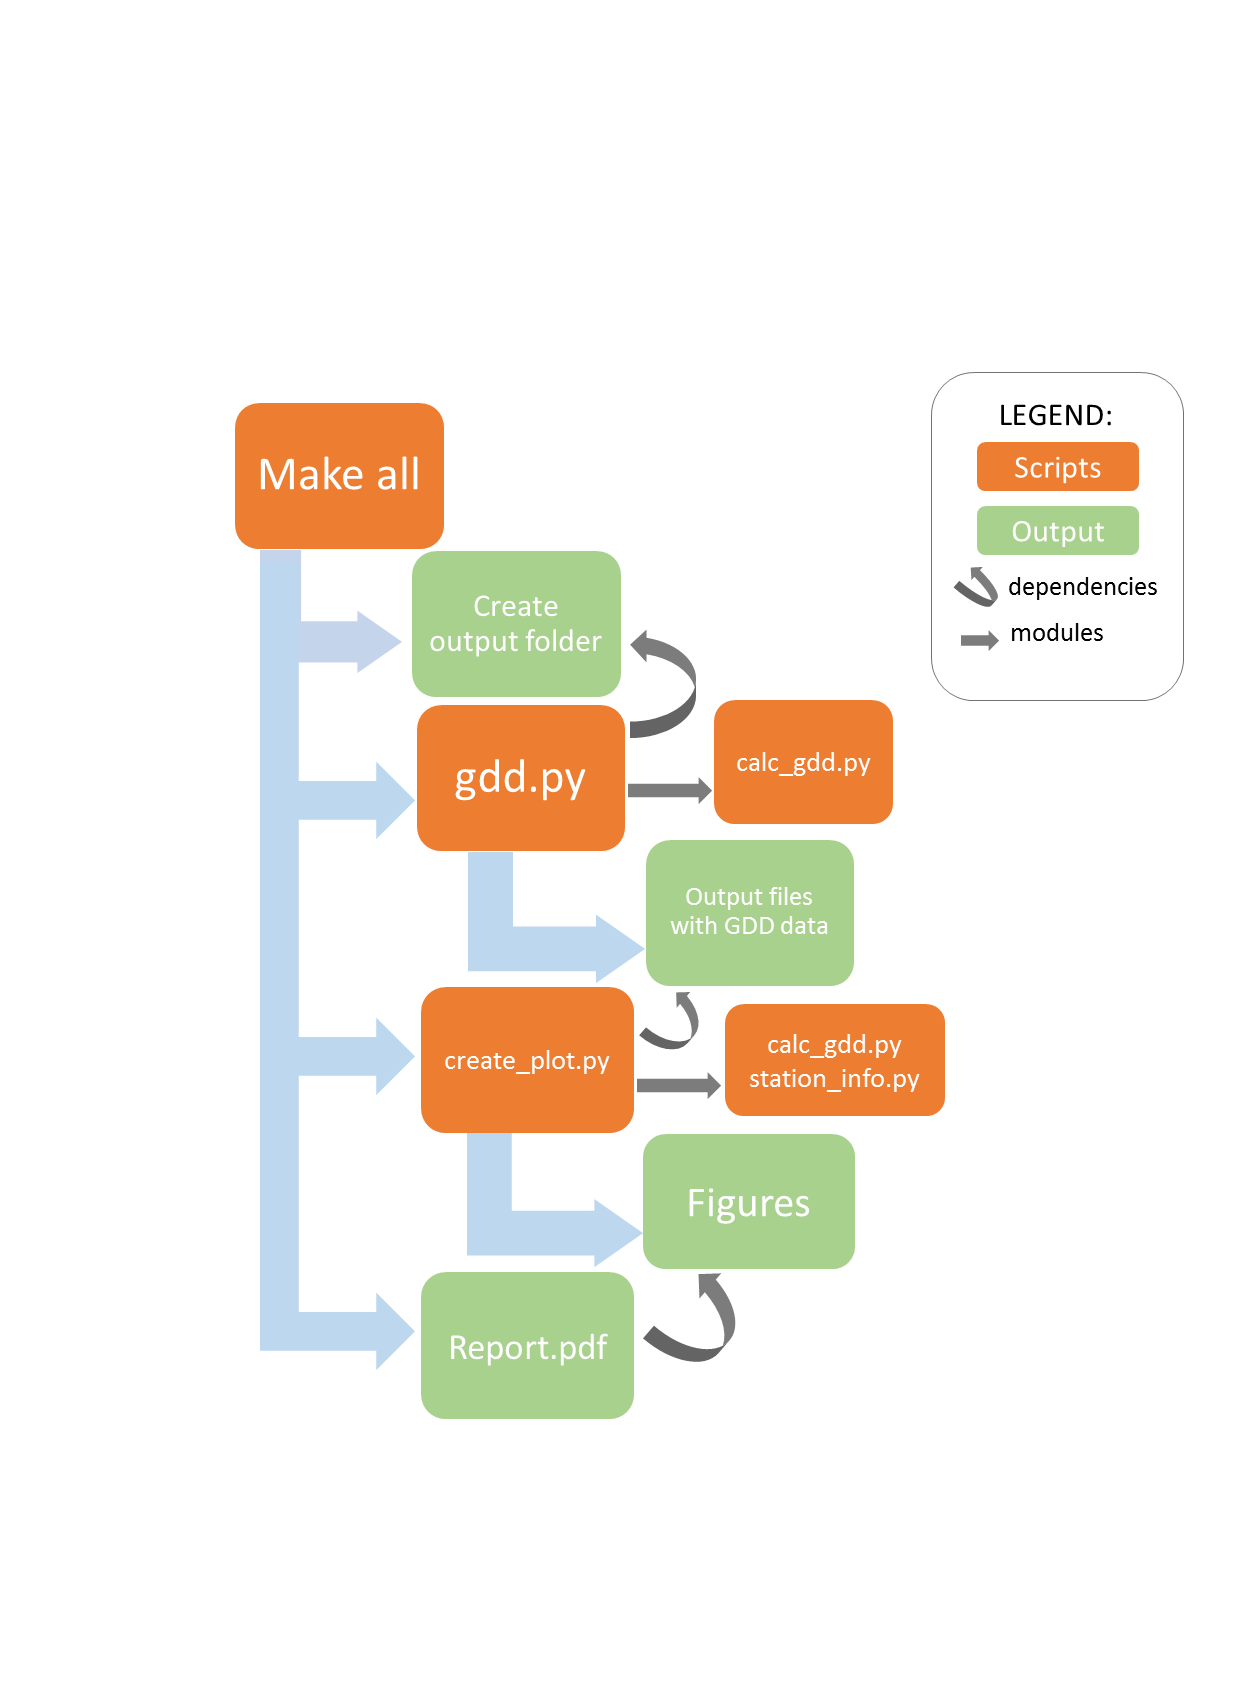 Make all
Create
output folder
gdd.py
calc_gdd.py
Output files
with GDD data
create_plot.py
calc_gdd.py
station_info.py
Figures
Report.pdf
LEGEND:
Scripts
Output
dependencies
modules